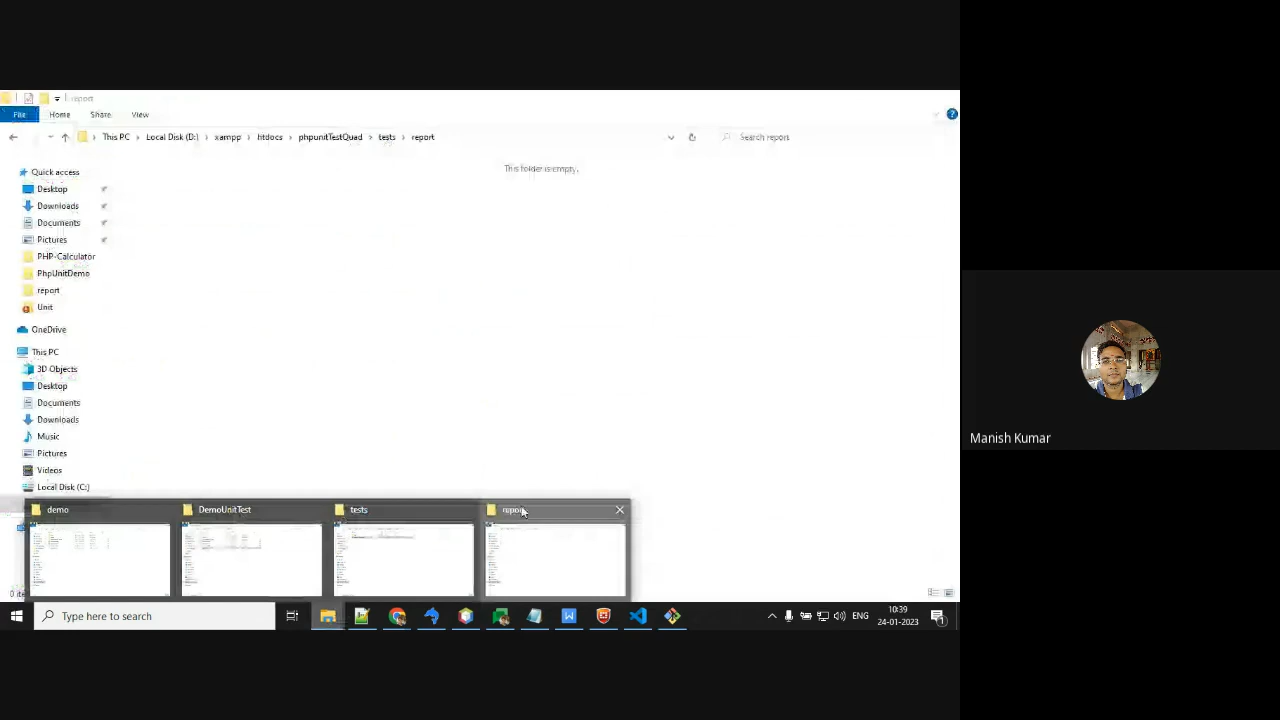 report
File Home Share View
This PC Local Disk (D:) xampp htdocs phpunitTestQuad tests report Search report
This folder is empty.
Quick access
Desktop
Downloads
Documents
Pictures
PHP-Calculator
PhpUnitDemo
report
Unit
OneDrive
This PC
3D Objects
Desktop
Documents
Downloads
Music
Pictures
Videos
Local Disk (C:)
demo DemoUnitTest tests report
Manish Kumar
Type here to search
ENG
10:39
24-01-2023